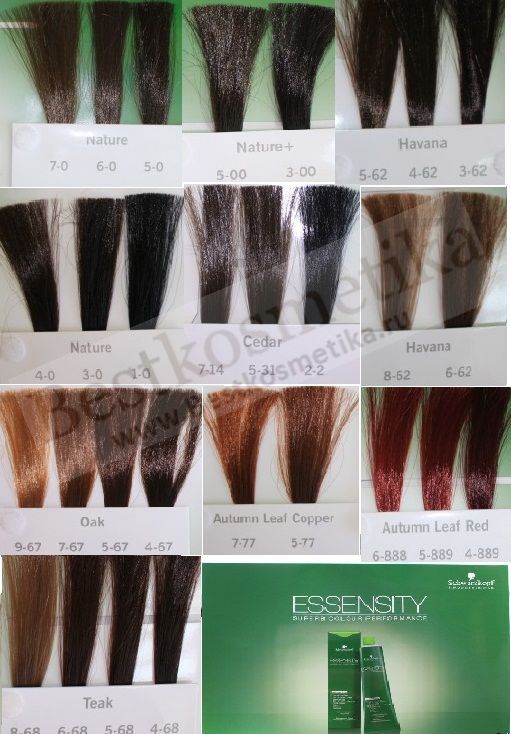 Nature
7-0 6-0 5-0
Nature+
5-00 3-00
Havana
5-62 4-62 3-62
Nature
4-0 3-0 1-0
Cedar
7-14 5-31 2-2
Havana
8-62 6-62
Bestkosmetika
www.Bestkosmetika.ru
Oak
9-67 7-67 5-67 4-67
Autumn Leaf Copper
7-77 5-77
Autumn Leaf Red
6-888 5-889 4-889
Teak
8-68 6-68 5-68 4-68
Schwarzkopf
PROFESSIONAL
ESSENSITY
SUPERB COLOUR PERFORMANCE
ESSENSITY
ESSENSITY